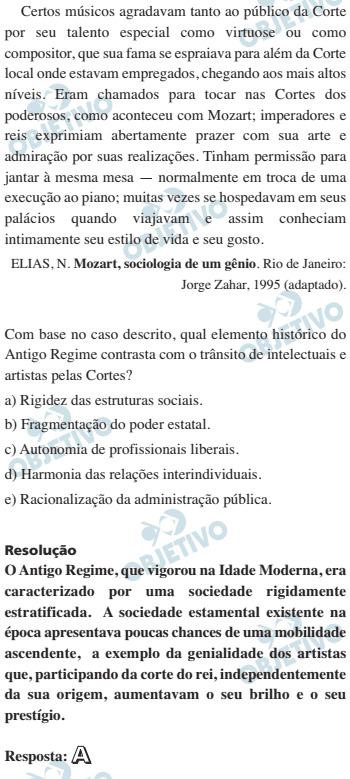 Certos músicos agradavam tanto ao público da Corte
por seu talento especial como virtuose ou como
compositor, que sua fama se espraiava para além da Corte
local onde estavam empregados, chegando aos mais altos
níveis. Eram chamados para tocar nas Cortes dos
poderosos, como aconteceu com Mozart; imperadores e
reis exprimiam abertamente prazer com sua arte e
admiração por suas realizações. Tinham permissão para
jantar à mesma mesa — normalmente em troca de uma
execução ao piano; muitas vezes se hospedavam em seus
palácios quando viajavam e assim conheciam
intimamente seu estilo de vida e seu gosto.
ELIAS, N. Mozart, sociologia de um gênio. Rio de Janeiro:
Jorge Zahar, 1995 (adaptado).
Com base no caso descrito, qual elemento histórico do
Antigo Regime contrasta com o trânsito de intelectuais e
artistas pelas Cortes?
a) Rigidez das estruturas sociais.
b) Fragmentação do poder estatal.
c) Autonomia de profissionais liberais.
d) Harmonia das relações interindividuais.
e) Racionalização da administração pública.
Resolução
O Antigo Regime, que vigorou na Idade Moderna, era
caracterizado por uma sociedade rigidamente
estratificada. A sociedade estamental existente na
época apresentava poucas chances de uma mobilidade
ascendente, a exemplo da genialidade dos artistas
que, participando da corte do rei, independentemente
da sua origem, aumentavam o seu brilho e o seu
prestígio.
Resposta: A
OBJETIVO
OBJETIVO
OBJETIVO
OBJETIVO
OBJETIVO
OBJETIVO
OBJETIVO